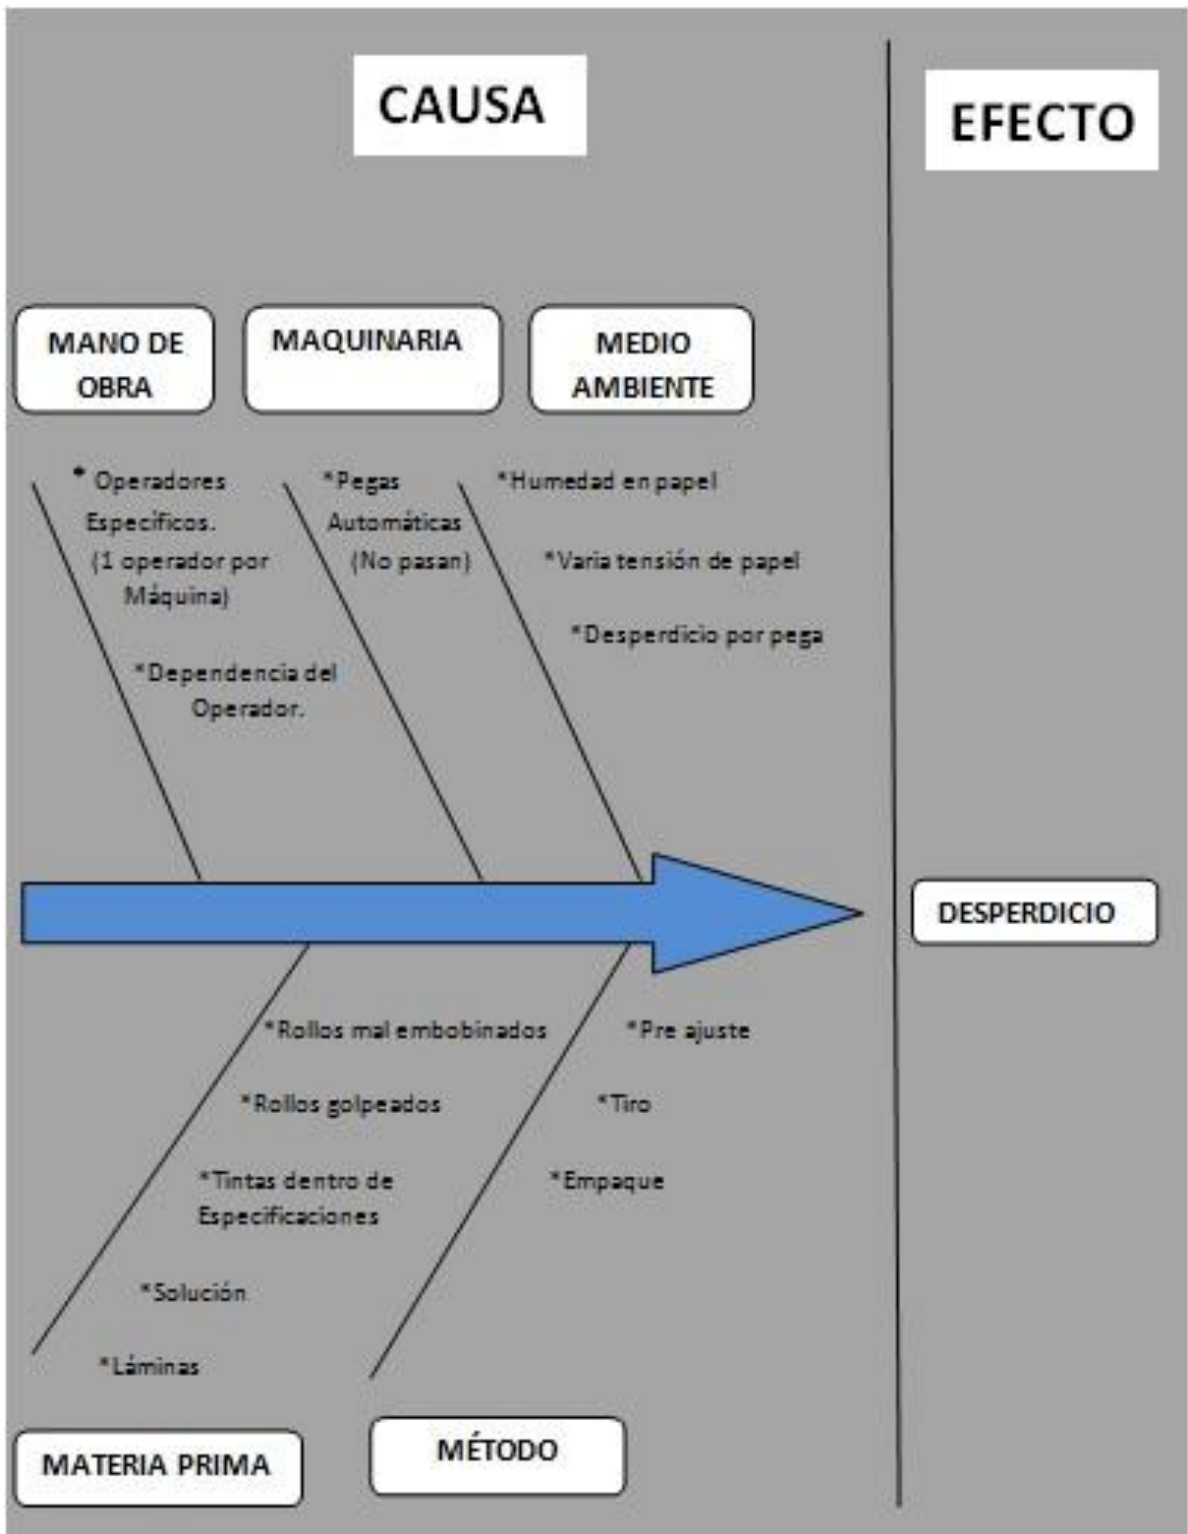 CAUSA
EFECTO
MANO DE
OBRA
MAQUINARIA
MEDIO
AMBIENTE
* Operadores
Específicos.
(1 operador por
Máquina)
*Dependencia del
Operador.
*Pegas
Automáticas
(No pasan)
*Humedad en papel
*Varia tensión de papel
*Desperdicio por pega
DESPERDICIO
*Rollos mal embobinados
*Rollos golpeados
*Tintas dentro de
Especificaciones
*Solución
*Láminas
*Pre ajuste
*Tiro
*Empaque
MATERIA PRIMA
MÉTODO